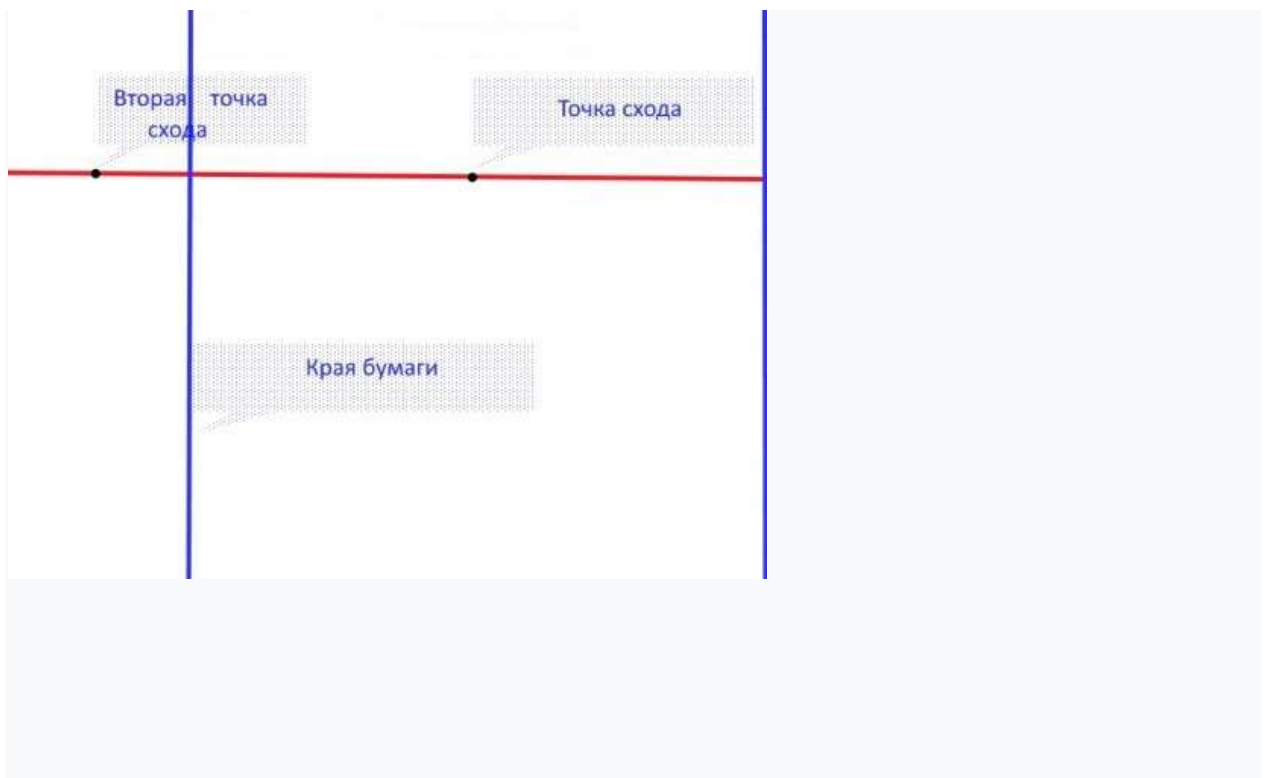 Вторая точка
схода
Точка схода
Края бумаги